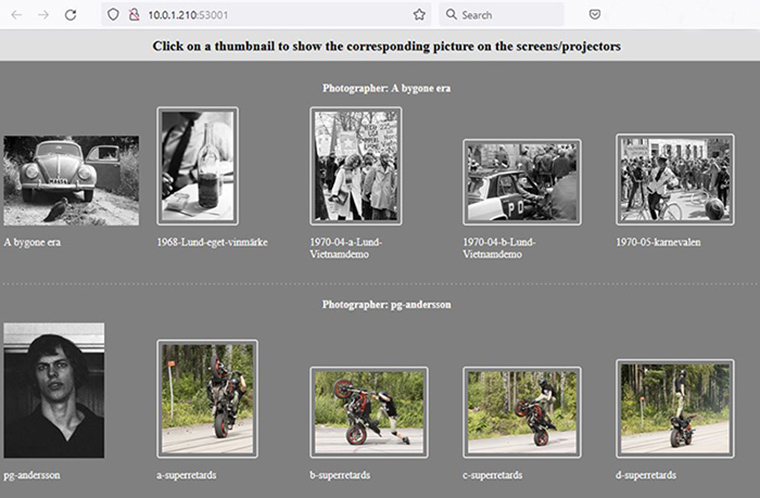 10.0.1.210:53001
Search
Click on a thumbnail to show the corresponding picture on the screens/projectors
Photographer: A bygone era
PO
A bygone era
1968-Lund-eget-vinmärke
1970-04-a-Lund-
Vietnamdemo
1970-04-b-Lund-
Vietnamdemo
1970-05-karnevalen
Photographer: pg-andersson
pg-andersson
a-superretards
b-superretards
c-superretards
d-superretards